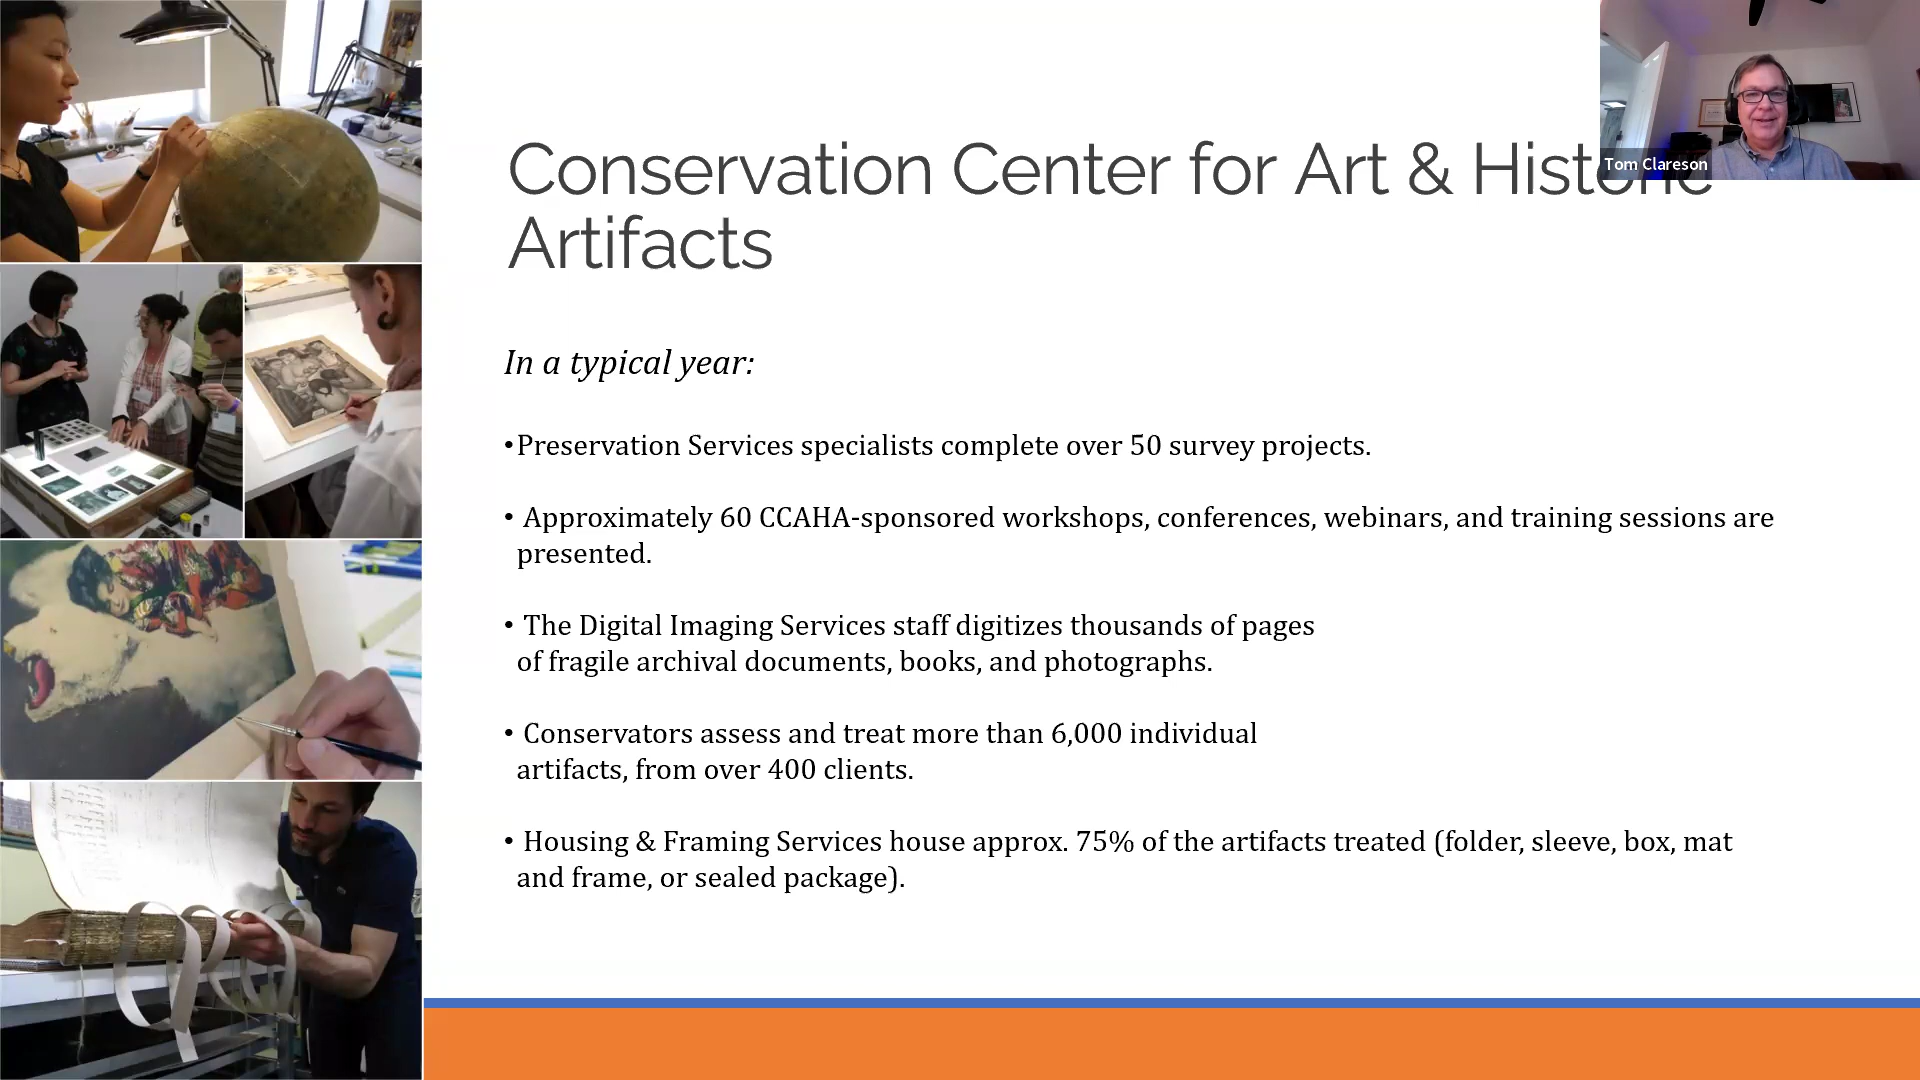 Conservation Center for Art & Historic
Artifacts
Tom Clareson
In a typical year:
•Preservation Services specialists complete over 50 survey projects.
• Approximately 60 CCAHA-sponsored workshops, conferences, webinars, and training sessions are
presented.
• The Digital Imaging Services staff digitizes thousands of pages
of fragile archival documents, books, and photographs.
• Conservators assess and treat more than 6,000 individual
artifacts, from over 400 clients.
• Housing & Framing Services house approx. 75% of the artifacts treated (folder, sleeve, box, mat
and frame, or sealed package).